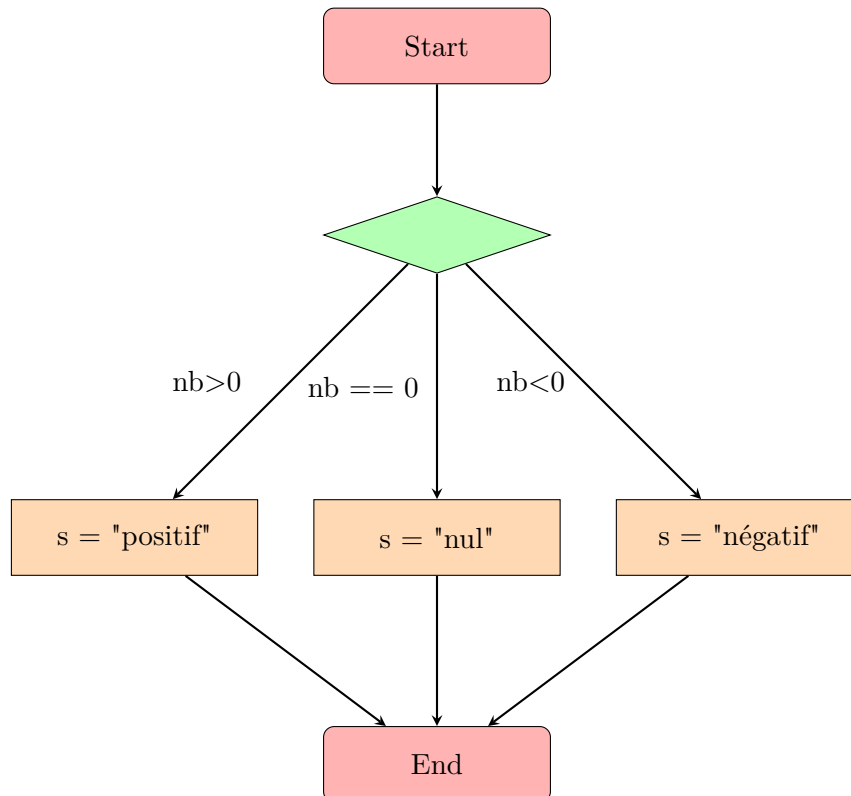 Start
nb>0
nb == 0
nb<0
s = "positif"
s = "nul"
s = "négatif"
End